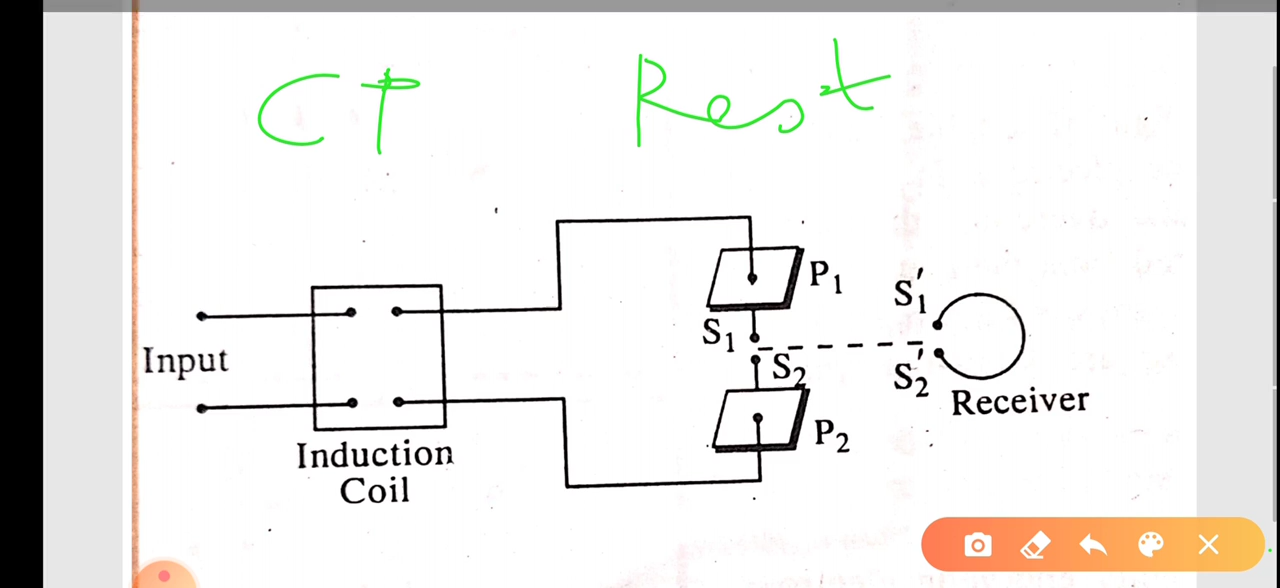 CT Rest
P₁
S₁'
S₁
Input
S₂
S₂'
Receiver
P₂
Induction
Coil